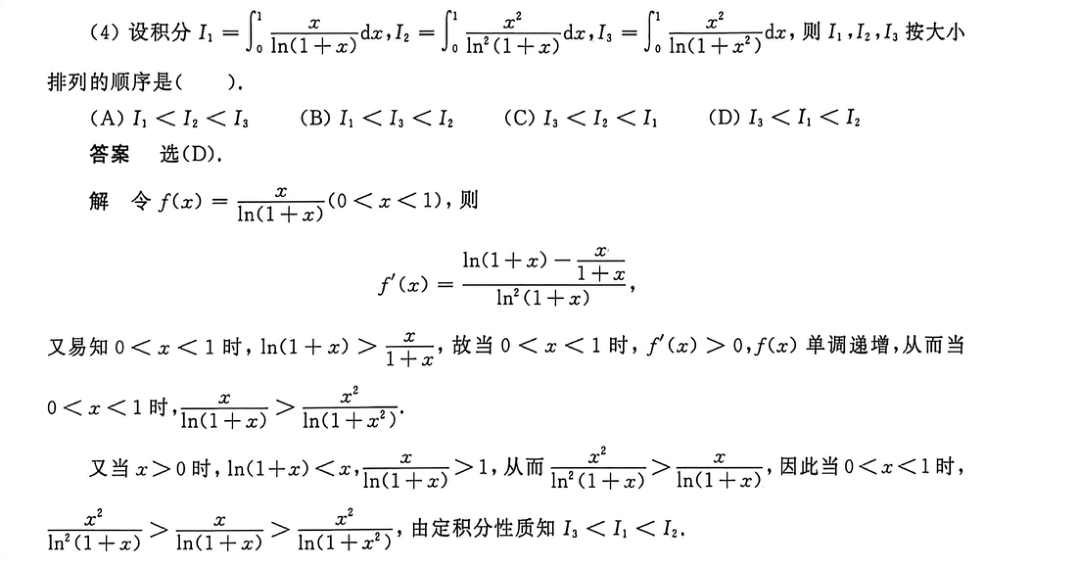 (4) 设积分 I₁ = ∫₀¹ x/ln(1+x) dx, I₂ = ∫₀¹ x²/ln²(1+x) dx, I₃ = ∫₀¹ x²/ln(1+x²) dx, 则 I₁,I₂,I₃ 按大小
排列的顺序是( ).
(A) I₁ < I₂ < I₃ (B) I₁ < I₃ < I₂ (C) I₃ < I₂ < I₁ (D) I₃ < I₁ < I₂
答案 选(D).
解 令 f(x) = x/ln(1+x) (0 < x < 1), 则
f′(x) = (ln(1+x) − x/(1+x))/ln²(1+x),
又易知 0 < x < 1 时, ln(1+x) > x/(1+x), 故当 0 < x < 1 时, f′(x) > 0, f(x) 单调递增,从而当
0 < x < 1 时, x/ln(1+x) > x²/ln(1+x²).
又当 x>0 时, ln(1+x)<x, x/ln(1+x) >1, 从而 x²/ln²(1+x) > x/ln(1+x), 因此当 0<x<1 时,
x²/ln²(1+x) > x/ln(1+x) > x²/ln(1+x²), 由定积分性质知 I₃ < I₁ < I₂.